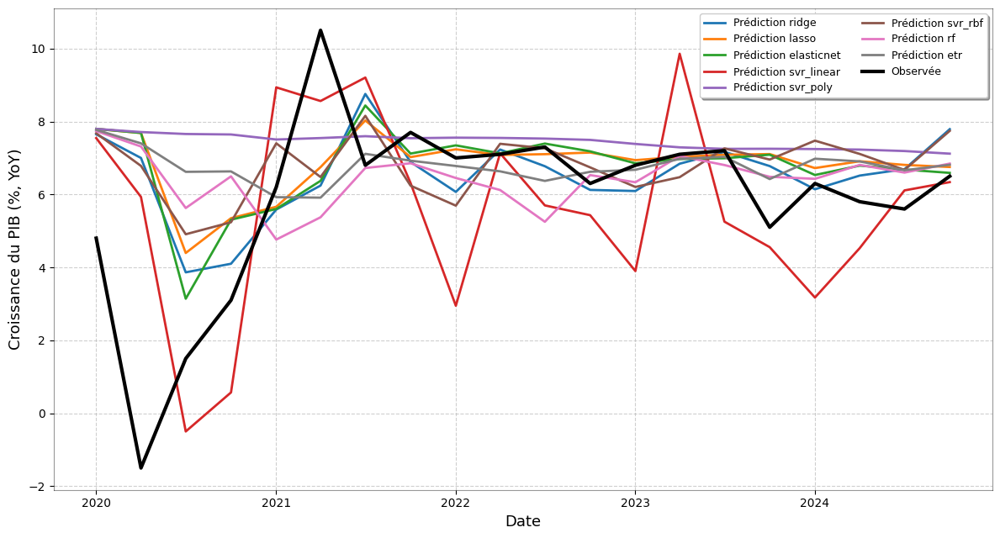 Prédiction ridge
Prédiction lasso
Prédiction elasticnet
Prédiction svr_linear
Prédiction svr_poly
Prédiction svr_rbf
Prédiction rf
Prédiction etr
Observée
Croissance du PIB (%, YoY)
10
8
6
4
2
0
−2
2020
2021
2022
2023
2024
Date